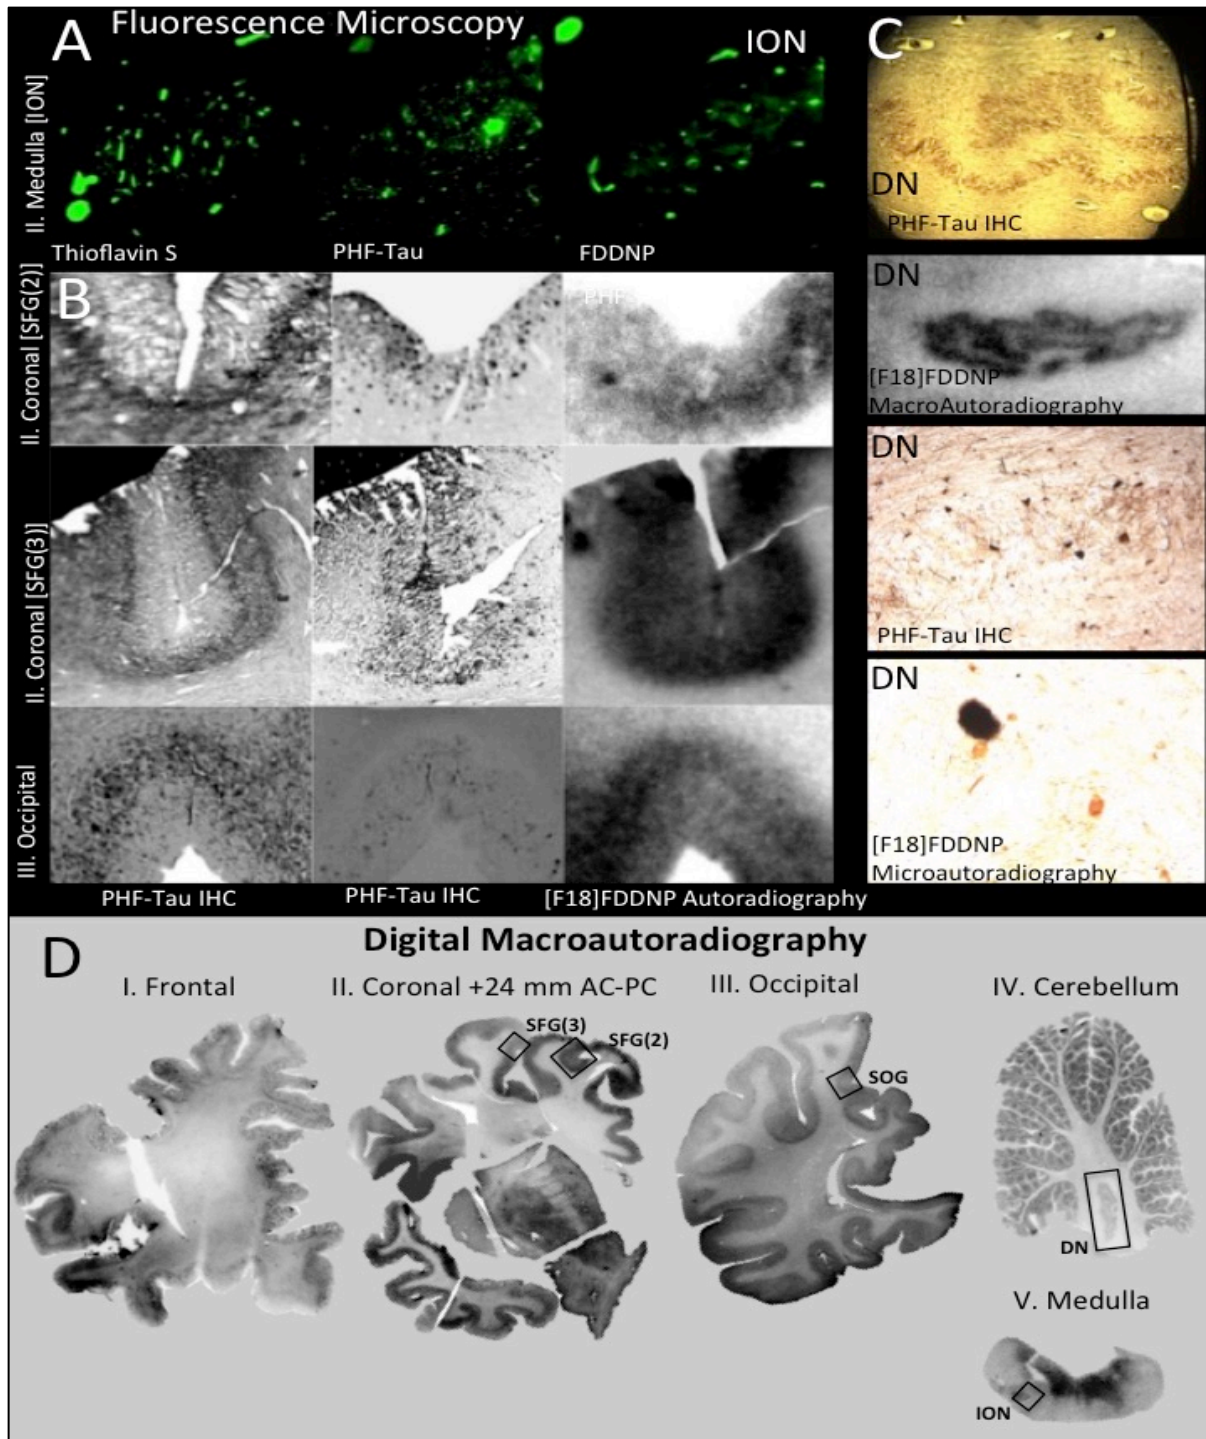 A
Fluorescence Microscopy
ION
II. Medulla [ION]
Thioflavin S
PHF-Tau
FDDNP
B
II. Coronal [SFG(2)]
II. Coronal [SFG(3)]
III. Occipital
PHF-Tau IHC
PHF-Tau IHC
[F18]FDDNP Autoradiography
C
DN
PHF-Tau IHC
DN
[F18]FDDNP
MacroAutoradiography
DN
PHF-Tau IHC
DN
[F18]FDDNP
Microautoradiography
D
Digital Macroautoradiography
I. Frontal
II. Coronal +24 mm AC-PC
SFG(3)
SFG(2)
III. Occipital
SOG
IV. Cerebellum
DN
V. Medulla
ION